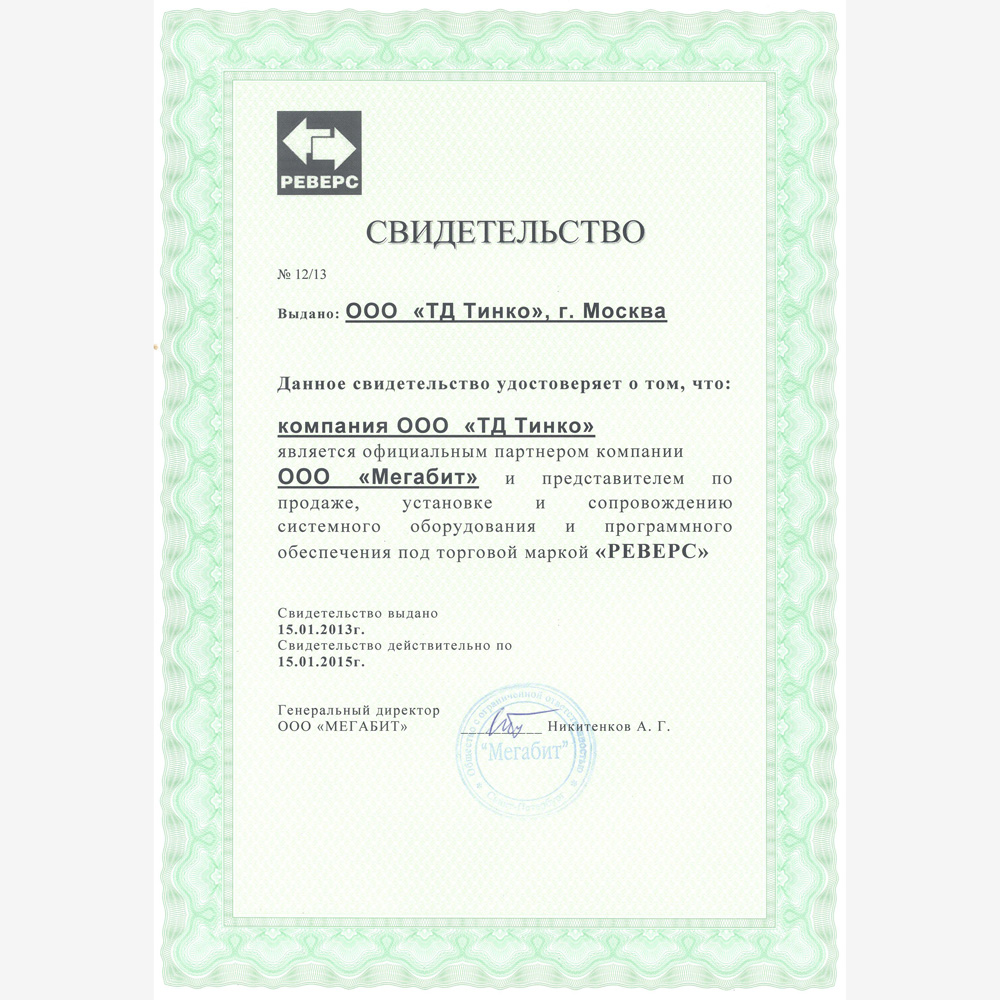 РЕВЕРС
СВИДЕТЕЛЬСТВО
№ 12/13
Выдано: ООО «ТД Тинко», г. Москва
Данное свидетельство удостоверяет о том, что:
компания ООО «ТД Тинко»
является официальным партнером компании
ООО «Мегабит» и представителем по
продаже, установке и сопровождению
системного оборудования и программного
обеспечения под торговой маркой «РЕВЕРС»
Свидетельство выдано
15.01.2013г.
Свидетельство действительно по
15.01.2015г.
Генеральный директор
ООО «МЕГАБИТ» __________ Никитенков А. Г.
Общество с ограниченной ответственностью
"Мегабит"